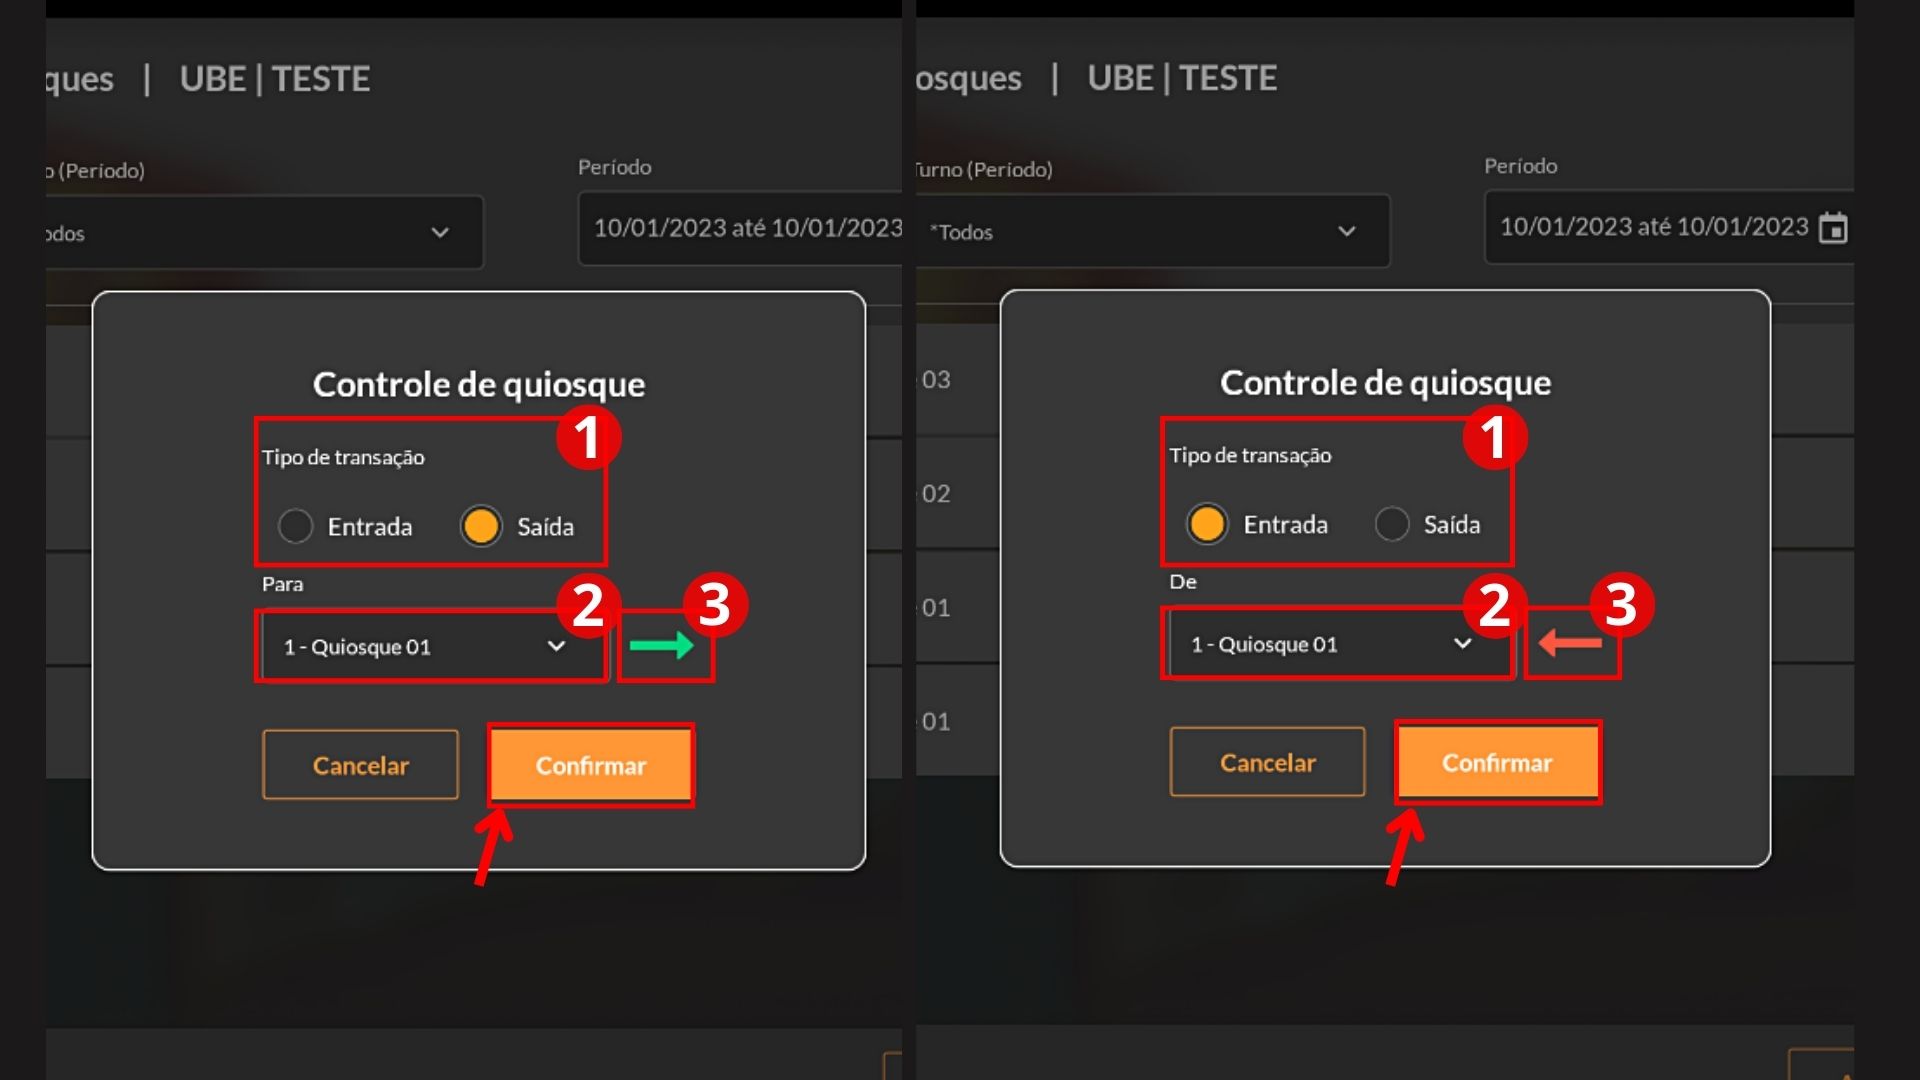 ques | UBE | TESTE
o (Período)
Período
odos
10/01/2023 até 10/01/2023
Controle de quiosque
1
Tipo de transação
Entrada
Saída
Para
2
3
1 - Quiosque 01
Cancelar
Confirmar
osques | UBE | TESTE
Turno (Período)
Período
*Todos
10/01/2023 até 10/01/2023
03
02
01
01
Controle de quiosque
1
Tipo de transação
Entrada
Saída
De
2
3
1 - Quiosque 01
Cancelar
Confirmar